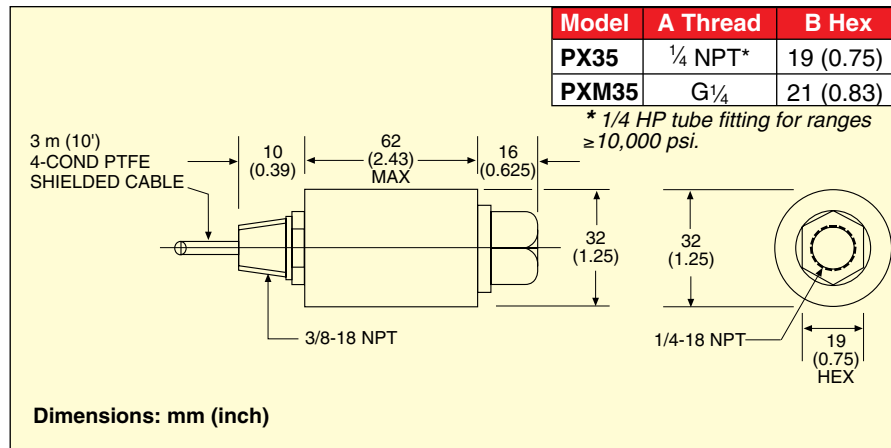 Model A Thread B Hex
PX35 ¼ NPT* 19 (0.75)
PXM35 G¼ 21 (0.83)
* 1/4 HP tube fitting for ranges
≥10,000 psi.
3 m (10')
4-COND PTFE
SHIELDED CABLE
10
(0.39)
62
(2.43)
MAX
16
(0.625)
32
(1.25)
32
(1.25)
3/8-18 NPT
1/4-18 NPT
19
(0.75)
HEX
Dimensions: mm (inch)